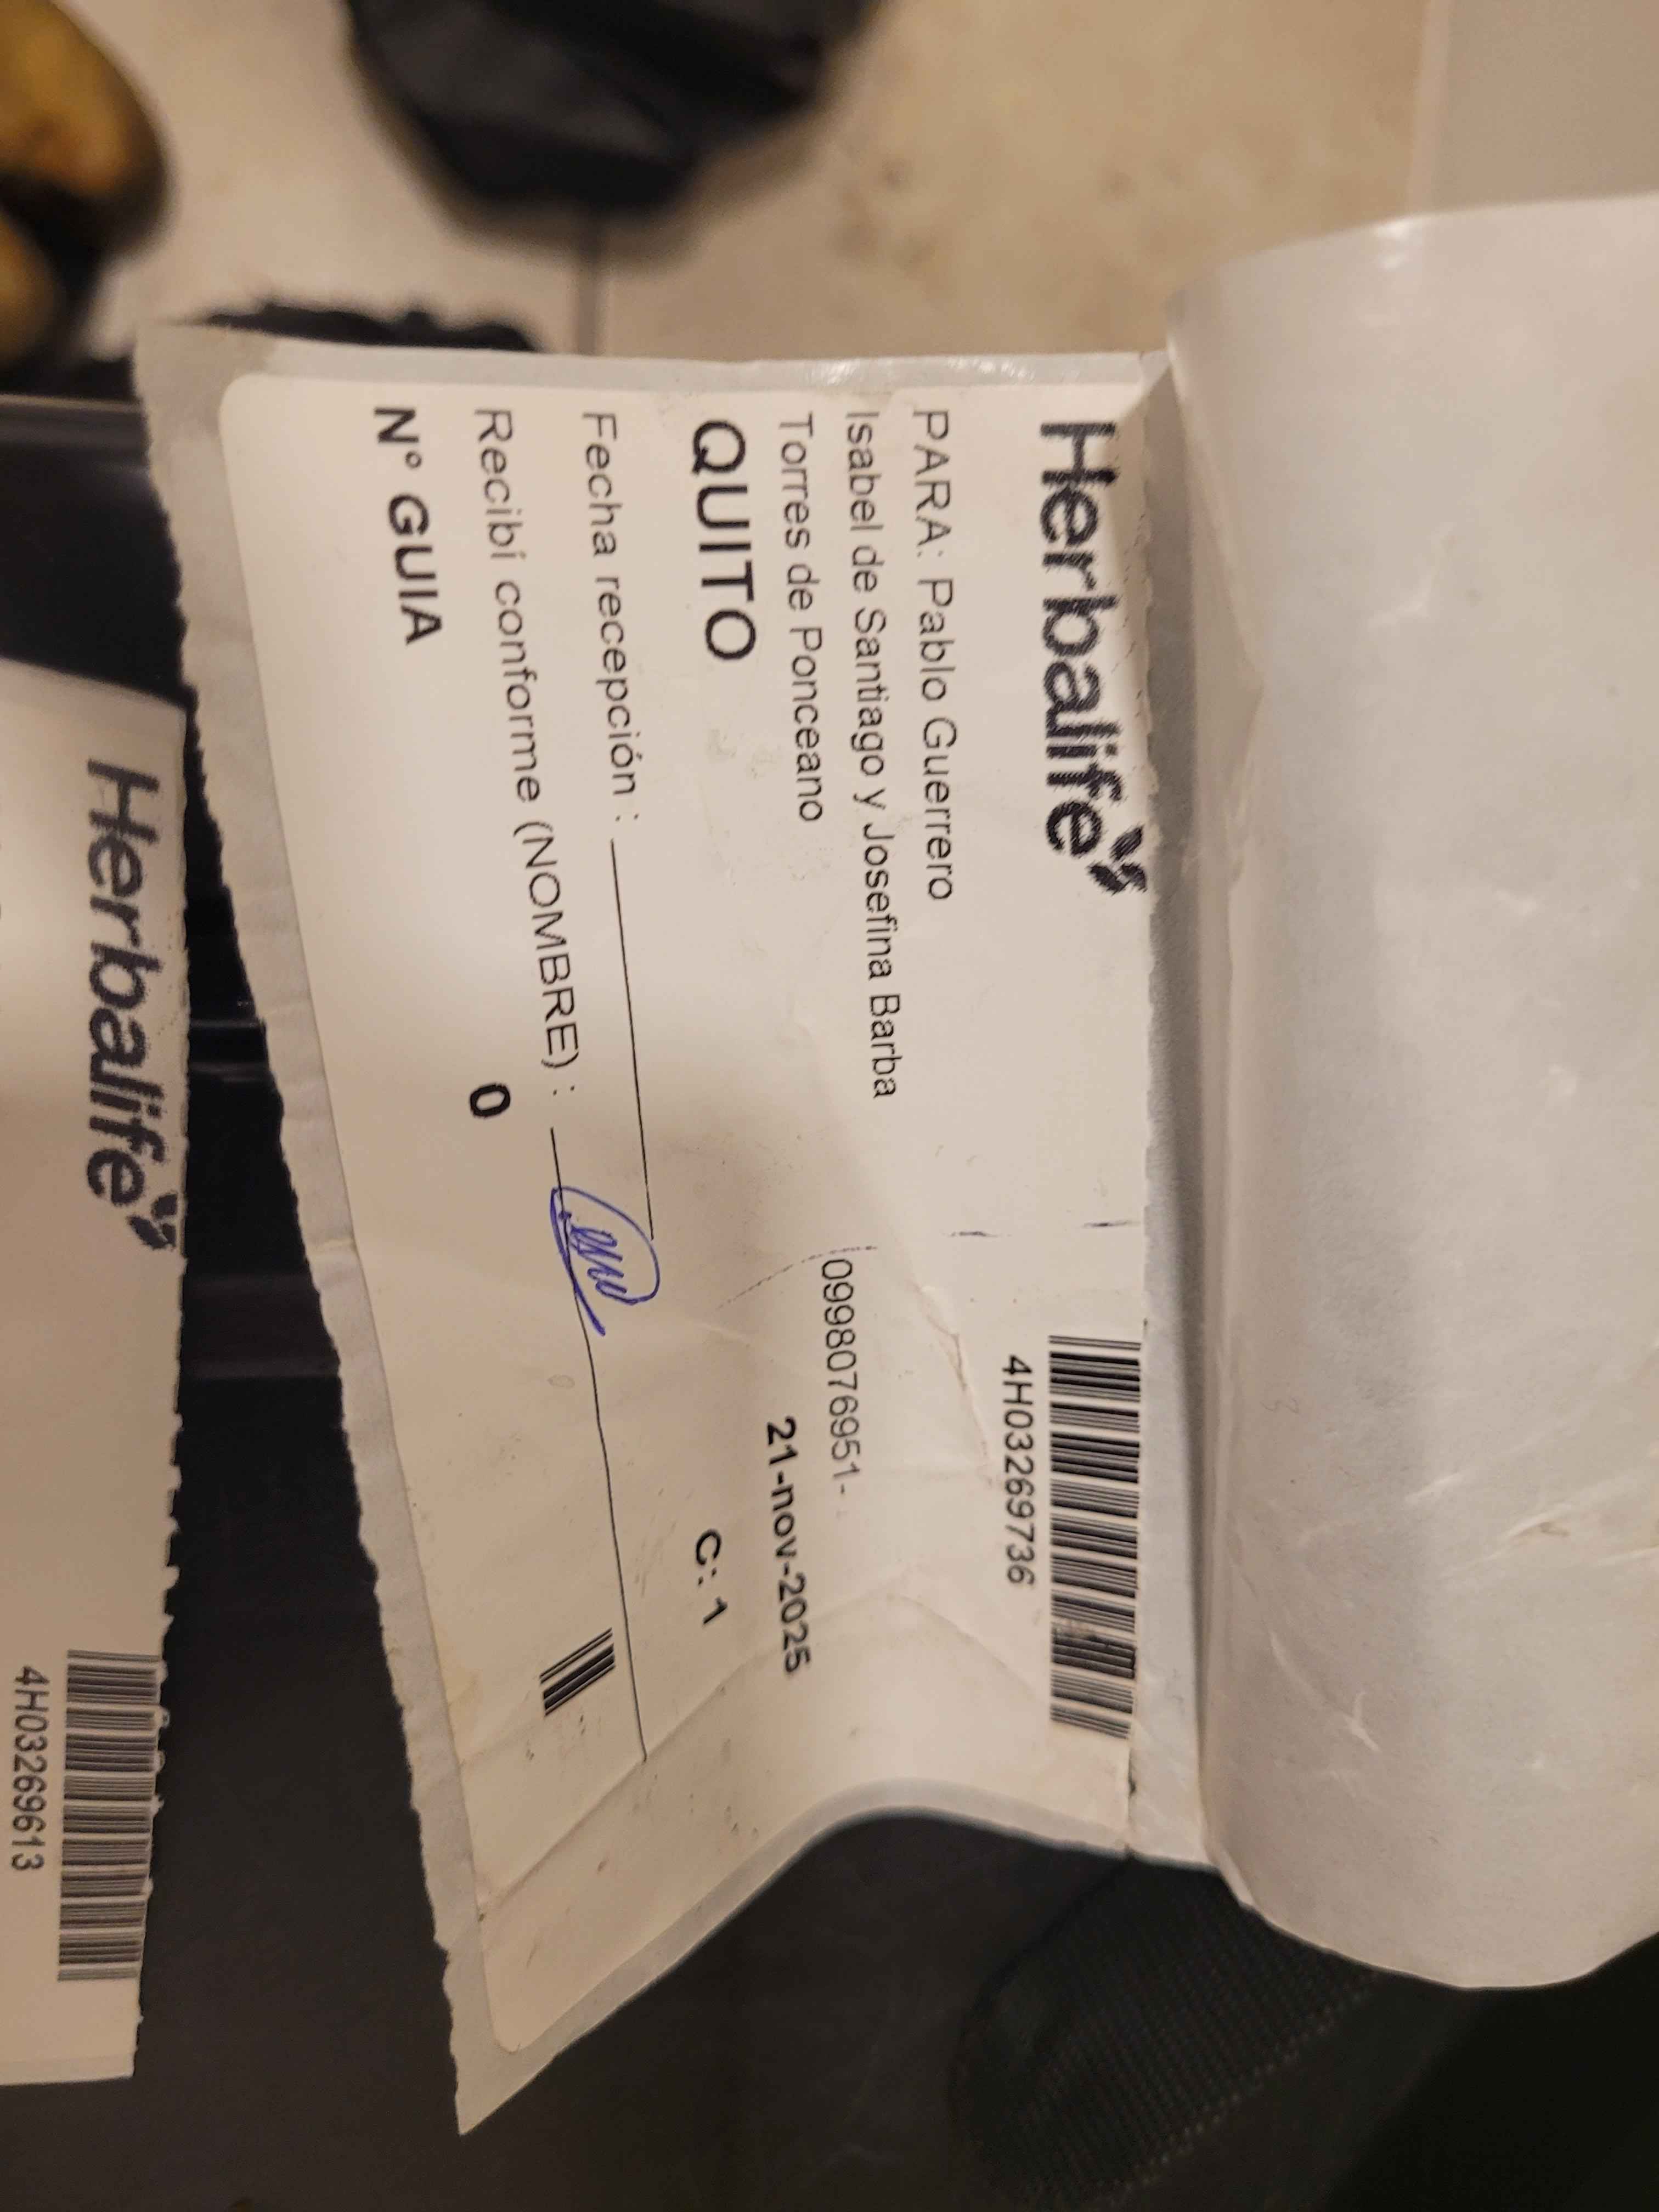 Herbalife
4H03269736
PARA: Pablo Guerrero
Isabel de Santiago y Josefina Barba
0998076951-
Torres de Ponceano
21-nov-2025
QUITO
C: 1
Fecha recepción :
Recibí conforme (NOMBRE) :
Nº GUIA
0
Herbalife
4H03269613